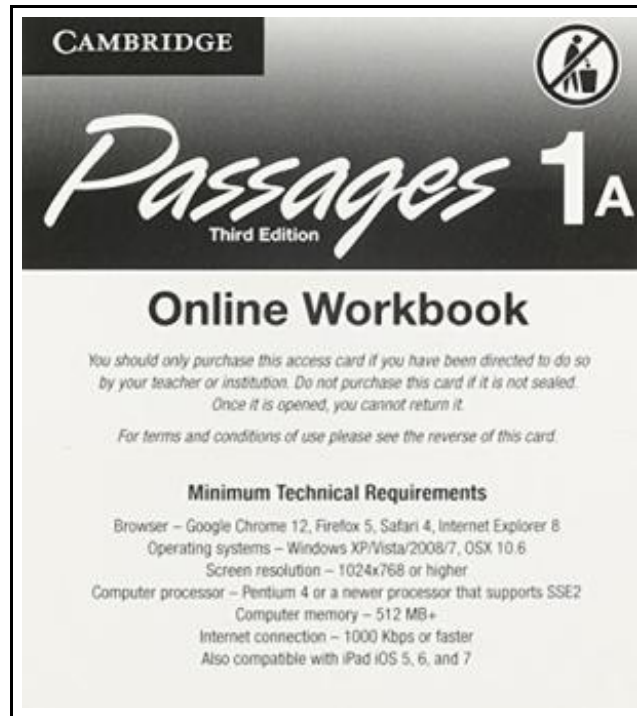 CAMBRIDGE
Passages 1A
Third Edition
Online Workbook
You should only purchase this access card if you have been directed to do so
by your teacher or institution. Do not purchase this card if it is not sealed.
Once it is opened, you cannot return it.
For terms and conditions of use please see the reverse of this card.
Minimum Technical Requirements
Browser – Google Chrome 12, Firefox 5, Safari 4, Internet Explorer 8
Operating systems – Windows XP/Vista/2008/7, OSX 10.6
Screen resolution – 1024x768 or higher
Computer processor – Pentium 4 or a newer processor that supports SSE2
Computer memory – 512 MB+
Internet connection – 1000 Kbps or faster
Also compatible with iPad iOS 5, 6, and 7